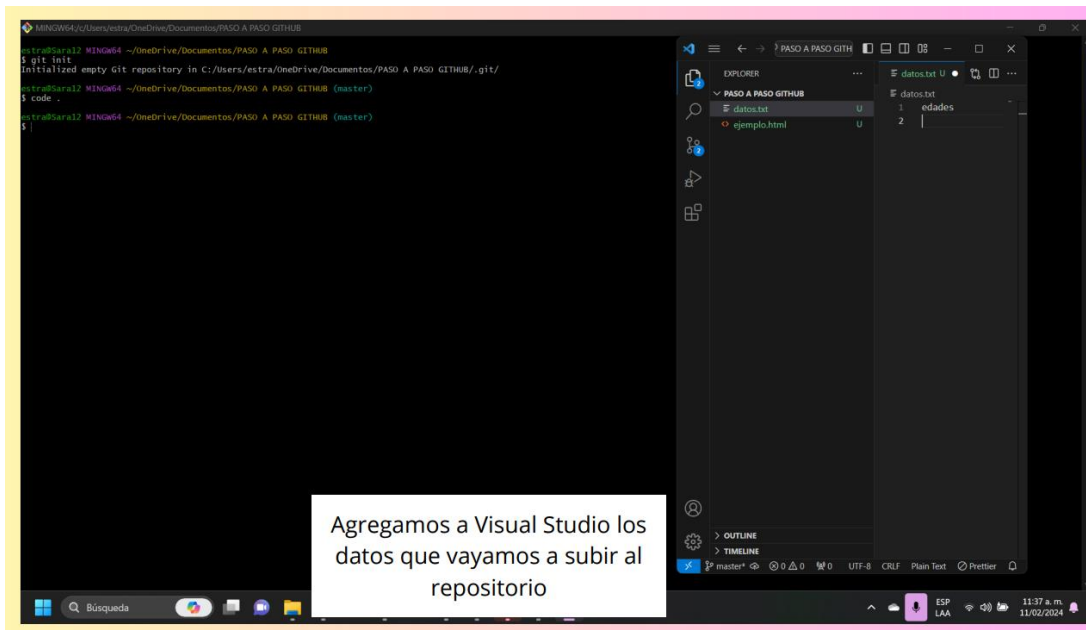 MINGW64:/c/Users/estra/OneDrive/Documentos/PASO A PASO GITHUB
estra@Sara12 MINGW64 ~/OneDrive/Documentos/PASO A PASO GITHUB
$ git init
Initialized empty Git repository in C:/Users/estra/OneDrive/Documentos/PASO A PASO GITHUB/.git/
estra@Sara12 MINGW64 ~/OneDrive/Documentos/PASO A PASO GITHUB (master)
$ code .
estra@Sara12 MINGW64 ~/OneDrive/Documentos/PASO A PASO GITHUB (master)
$
PASO A PASO GITH
EXPLORER
PASO A PASO GITHUB
datos.txt U
ejemplo.html U
2
2
datos.txt U
datos.txt
1 edades
2
OUTLINE
TIMELINE
master* 0 0 0 UTF-8 CRLF Plain Text Prettier
Agregamos a Visual Studio los
datos que vayamos a subir al
repositorio
Búsqueda
ESP
LAA
11:37 a. m.
11/02/2024